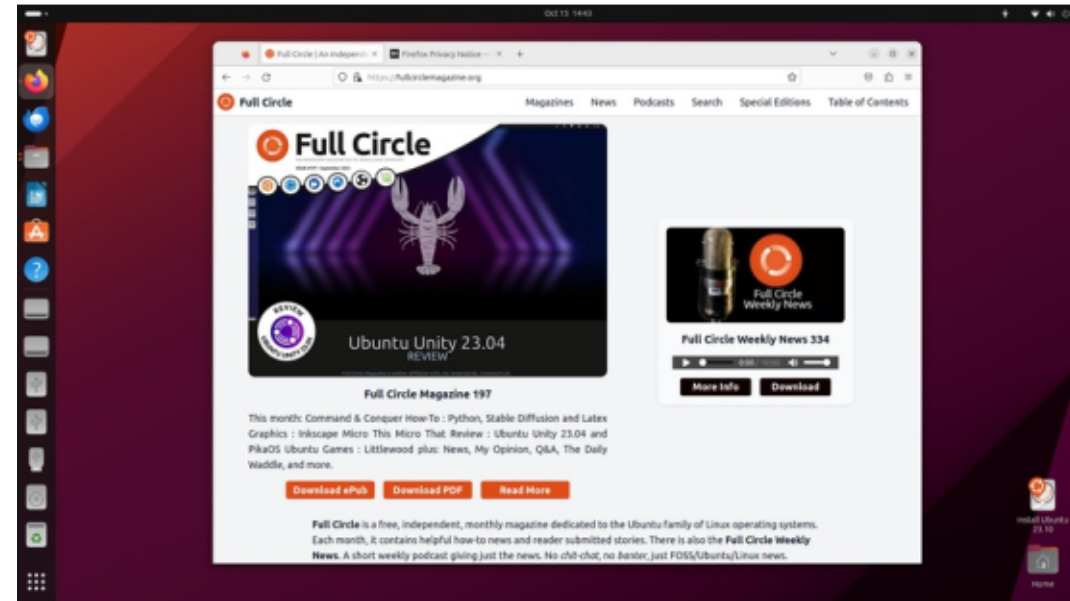 Oct 15 14:43
Full Circle | An Independ
Firefox Privacy Notice —
https://fullcirclemagazine.org
Full Circle
Magazines News Podcasts Search Special Editions Table of Contents
Full Circle
REVIEW
UBUNTU UNITY 23.04
Ubuntu Unity 23.04
REVIEW
Full Circle Magazine 197
This month: Command & Conquer How-To : Python, Stable Diffusion and Latex
Graphics : Inkscape Micro This Micro That Review : Ubuntu Unity 23.04 and
PikaOS Ubuntu Games : Littlewood plus: News, My Opinion, Q&A, The Daily
Waddle, and more.
Download ePub Download PDF Read More
Full Circle
Weekly News
Full Circle Weekly News 334
0:00
More Info Download
Full Circle is a free, independent, monthly magazine dedicated to the Ubuntu family of Linux operating systems.
Each month, it contains helpful how-to news and reader submitted stories. There is also the Full Circle Weekly
News. A short weekly podcast giving just the news. No chit-chat, no banter, just FOSS/Ubuntu/Linux news.
Install Ubuntu
23.10
Home